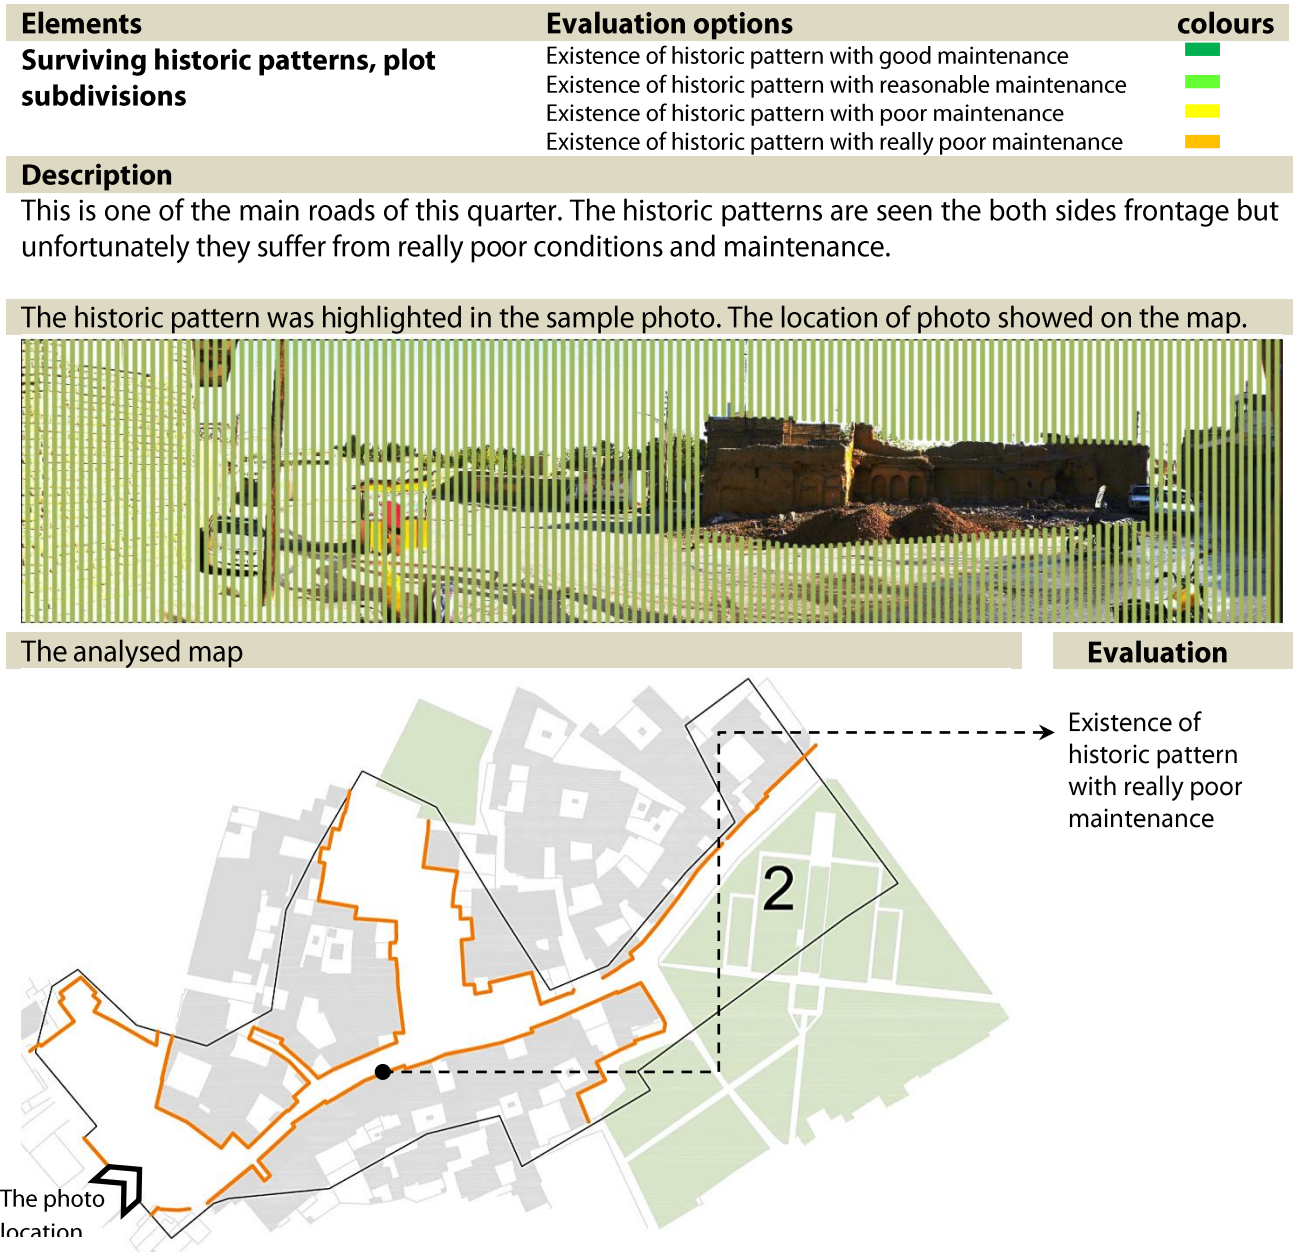 Elements Evaluation options colours
Surviving historic patterns, plot subdivisions
Existence of historic pattern with good maintenance
Existence of historic pattern with reasonable maintenance
Existence of historic pattern with poor maintenance
Existence of historic pattern with really poor maintenance
Description
This is one of the main roads of this quarter. The historic patterns are seen the both sides frontage but
unfortunately they suffer from really poor conditions and maintenance.
The historic pattern was highlighted in the sample photo. The location of photo showed on the map.
The analysed map
Evaluation
Existence of
historic pattern
with really poor
maintenance
2
The photo
location